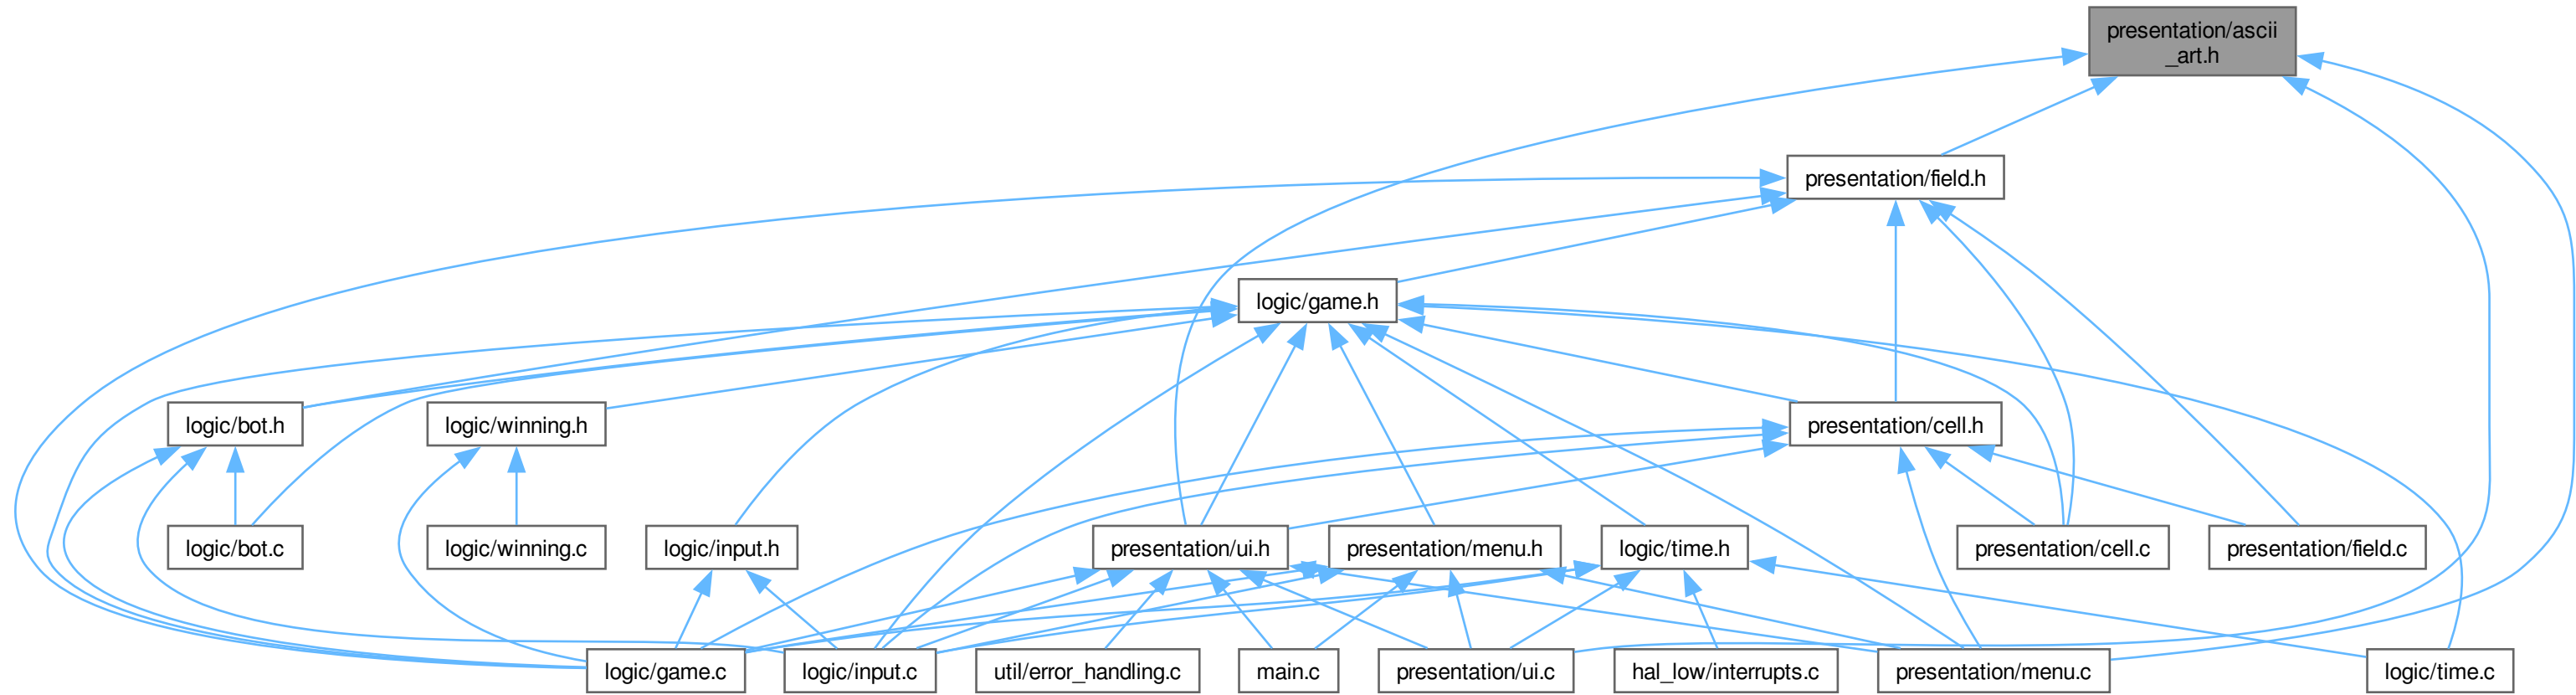 presentation/ascii
_art.h
presentation/field.h
logic/game.h
logic/bot.h
logic/winning.h
presentation/cell.h
logic/bot.c
logic/winning.c
logic/input.h
presentation/ui.h
presentation/menu.h
logic/time.h
presentation/cell.c
presentation/field.c
logic/game.c
logic/input.c
util/error_handling.c
main.c
presentation/ui.c
hal_low/interrupts.c
presentation/menu.c
logic/time.c